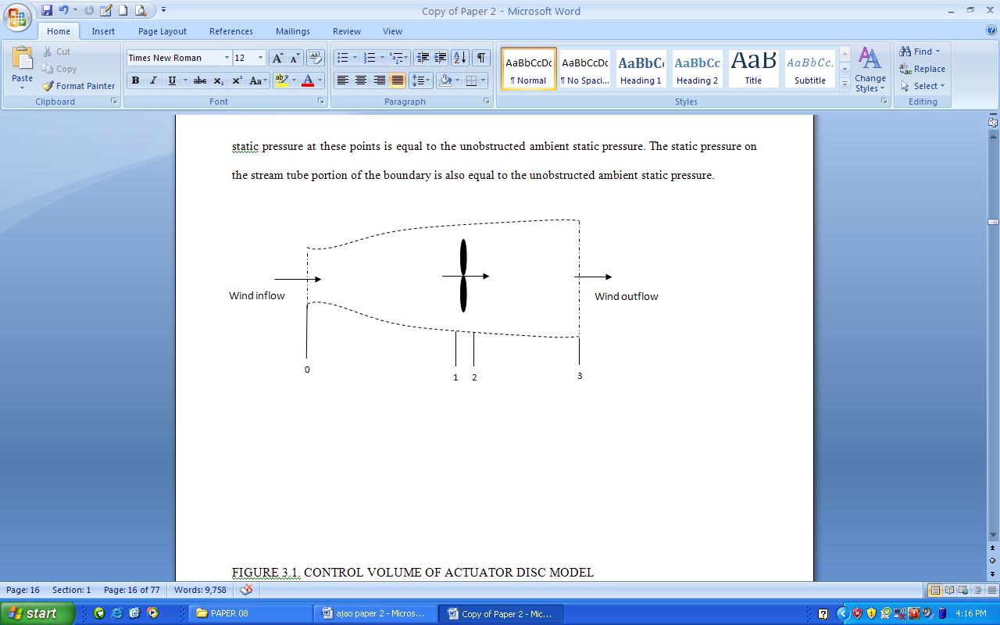 Copy of Paper 2 - Microsoft Word
Home Insert Page Layout References Mailings Review View
Paste
Cut
Copy
Format Painter
Clipboard
Times New Roman 12
B I U abc X₂ X² Aa
ab A
Font
Paragraph
AaBbCcDc AaBbCcDc AaBbCc AaBbCc AaB AaBbCc.
¶ Normal ¶ No Spaci... Heading 1 Heading 2 Title Subtitle
Change
Styles
Styles
Find
Replace
Select
Editing
static pressure at these points is equal to the unobstructed ambient static pressure. The static pressure on
the stream tube portion of the boundary is also equal to the unobstructed ambient static pressure.
Wind inflow
Wind outflow
0
1 2
3
FIGURE 3.1. CONTROL VOLUME OF ACTUATOR DISC MODEL
Page: 16 Section: 1 Page: 16 of 77 Words: 9,758
start PAPER 08 ajao paper 2 - Micros... Copy of Paper 2 - Mic... 4:16 PM